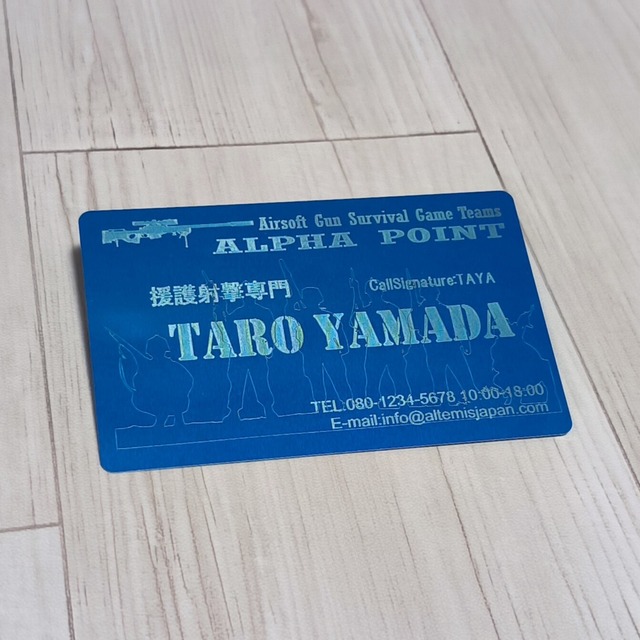 Airsoft Gun Survival Game Teams
ALPHA POINT
援護射撃専門 CallSignature:TAYA
TARO YAMADA
TEL:080-1234-5678 10:00-18:00
E-mail:info@altemisjapan.com